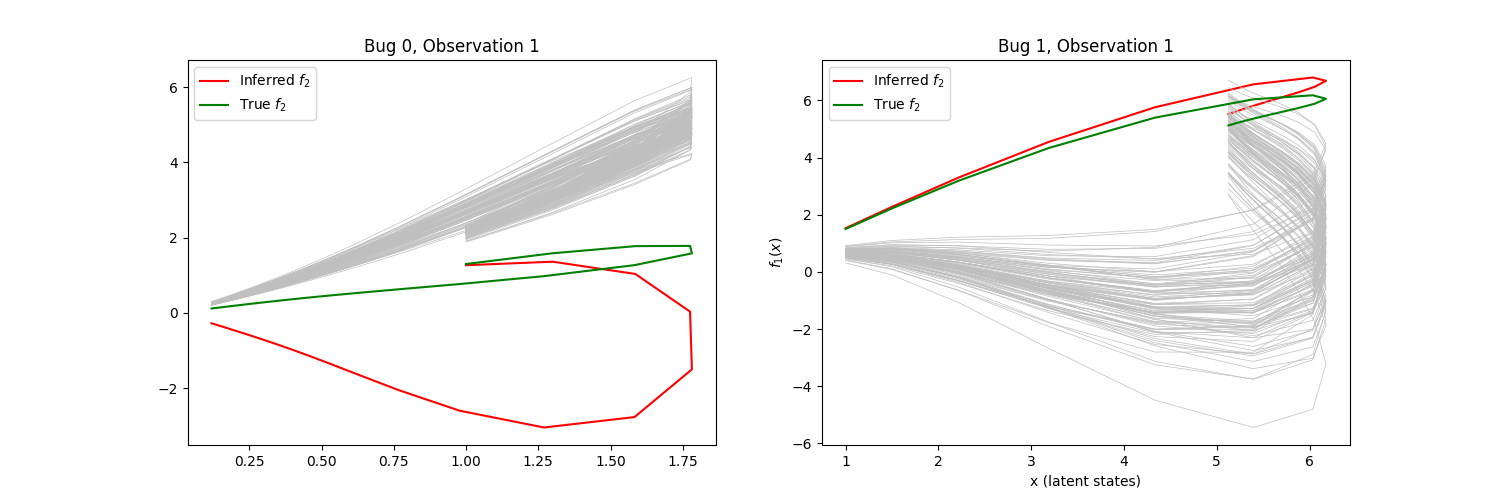 Bug 0, Observation 1
Inferred f₂
True f₂
6
4
2
0
−2
0.25 0.50 0.75 1.00 1.25 1.50 1.75
Bug 1, Observation 1
Inferred f₂
True f₂
f₁(x)
6
4
2
0
−2
−4
−6
1 2 3 4 5 6
x (latent states)